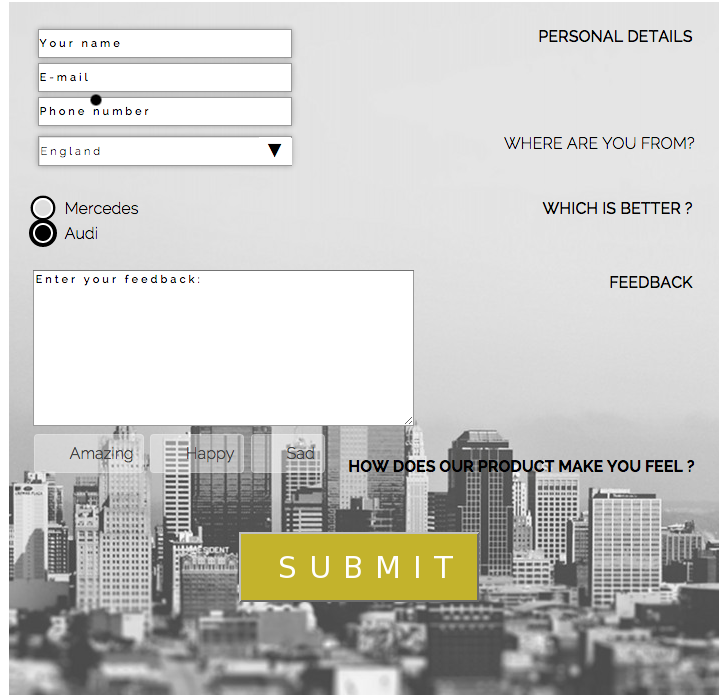 Your name
PERSONAL DETAILS
E-mail
Phone number
England
WHERE ARE YOU FROM?
Mercedes
WHICH IS BETTER ?
Audi
Enter your feedback:
FEEDBACK
Amazing
Happy
Sad
HOW DOES OUR PRODUCT MAKE YOU FEEL ?
PRESIDENT
SUBMIT